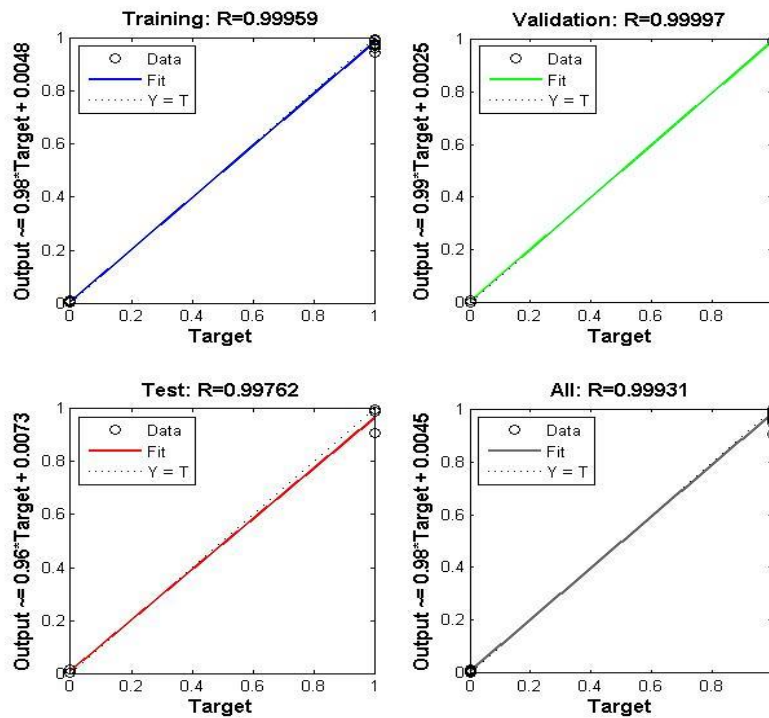 Training: R=0.99959
Output ~= 0.98*Target + 0.0048
1
0.8
0.6
0.4
0.2
0
Data
Fit
Y = T
0 0.2 0.4 0.6 0.8 1
Target
Validation: R=0.99997
Output ~= 0.99*Target + 0.0025
1
0.8
0.6
0.4
0.2
0
Data
Fit
Y = T
0 0.2 0.4 0.6 0.8
Target
Test: R=0.99762
Output ~= 0.96*Target + 0.0073
1
0.8
0.6
0.4
0.2
0
Data
Fit
Y = T
0 0.2 0.4 0.6 0.8 1
Target
All: R=0.99931
Output ~= 0.98*Target + 0.0045
1
0.8
0.6
0.4
0.2
0
Data
Fit
Y = T
0 0.2 0.4 0.6 0.8
Target